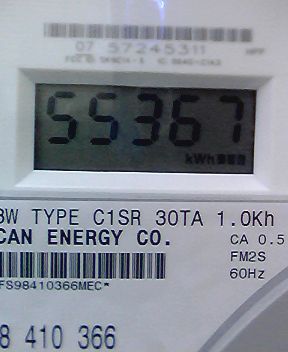 07 57245311
55367
kWh
3W TYPE C1SR 30TA 1.0Kh
CAN ENERGY CO.
CA 0.5
FM2S
60Hz
FS98410366MEC*
8 410 366